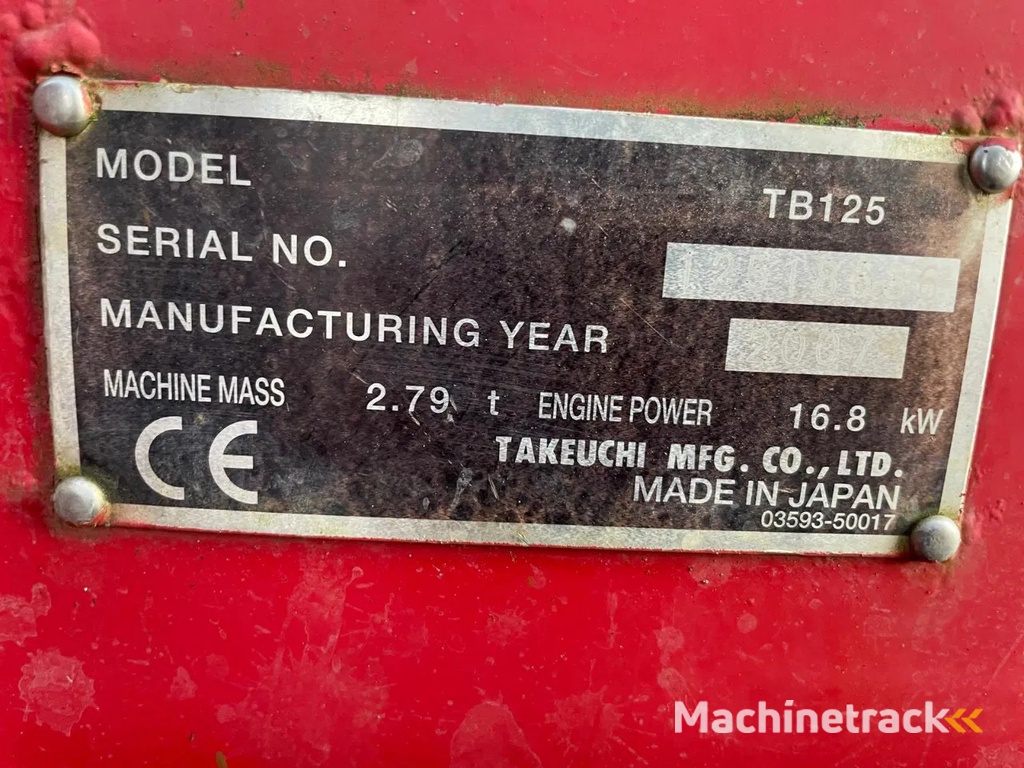 MODEL TB125
SERIAL NO.
MANUFACTURING YEAR
MACHINE MASS 2.79 t ENGINE POWER 16.8 kW
CE
TAKEUCHI MFG. CO., LTD.
MADE IN JAPAN
03593-50017
Machinetrack